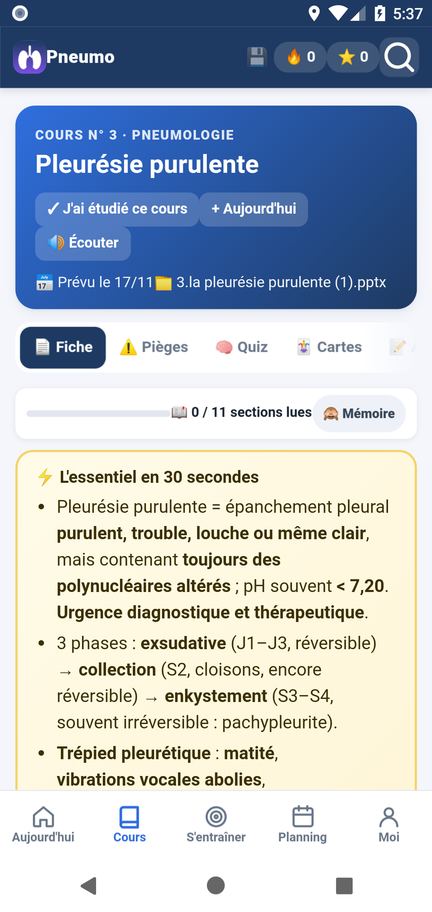 5:37
Pneumo
0
0
COURS N° 3 · PNEUMOLOGIE
Pleurésie purulente
✓ J'ai étudié ce cours
+ Aujourd'hui
Écouter
Prévu le 17/11 3.la pleurésie purulente (1).pptx
Fiche
Pièges
Quiz
Cartes
0 / 11 sections lues
Mémoire
L'essentiel en 30 secondes
• Pleurésie purulente = épanchement pleural
purulent, trouble, louche ou même clair,
mais contenant toujours des
polynucléaires altérés ; pH souvent < 7,20.
Urgence diagnostique et thérapeutique.
• 3 phases : exsudative (J1–J3, réversible)
→ collection (S2, cloisons, encore
réversible) → enkystement (S3–S4,
souvent irréversible : pachypleurite).
• Trépied pleurétique : matité,
vibrations vocales abolies,
Aujourd'hui
Cours
S'entraîner
Planning
Moi